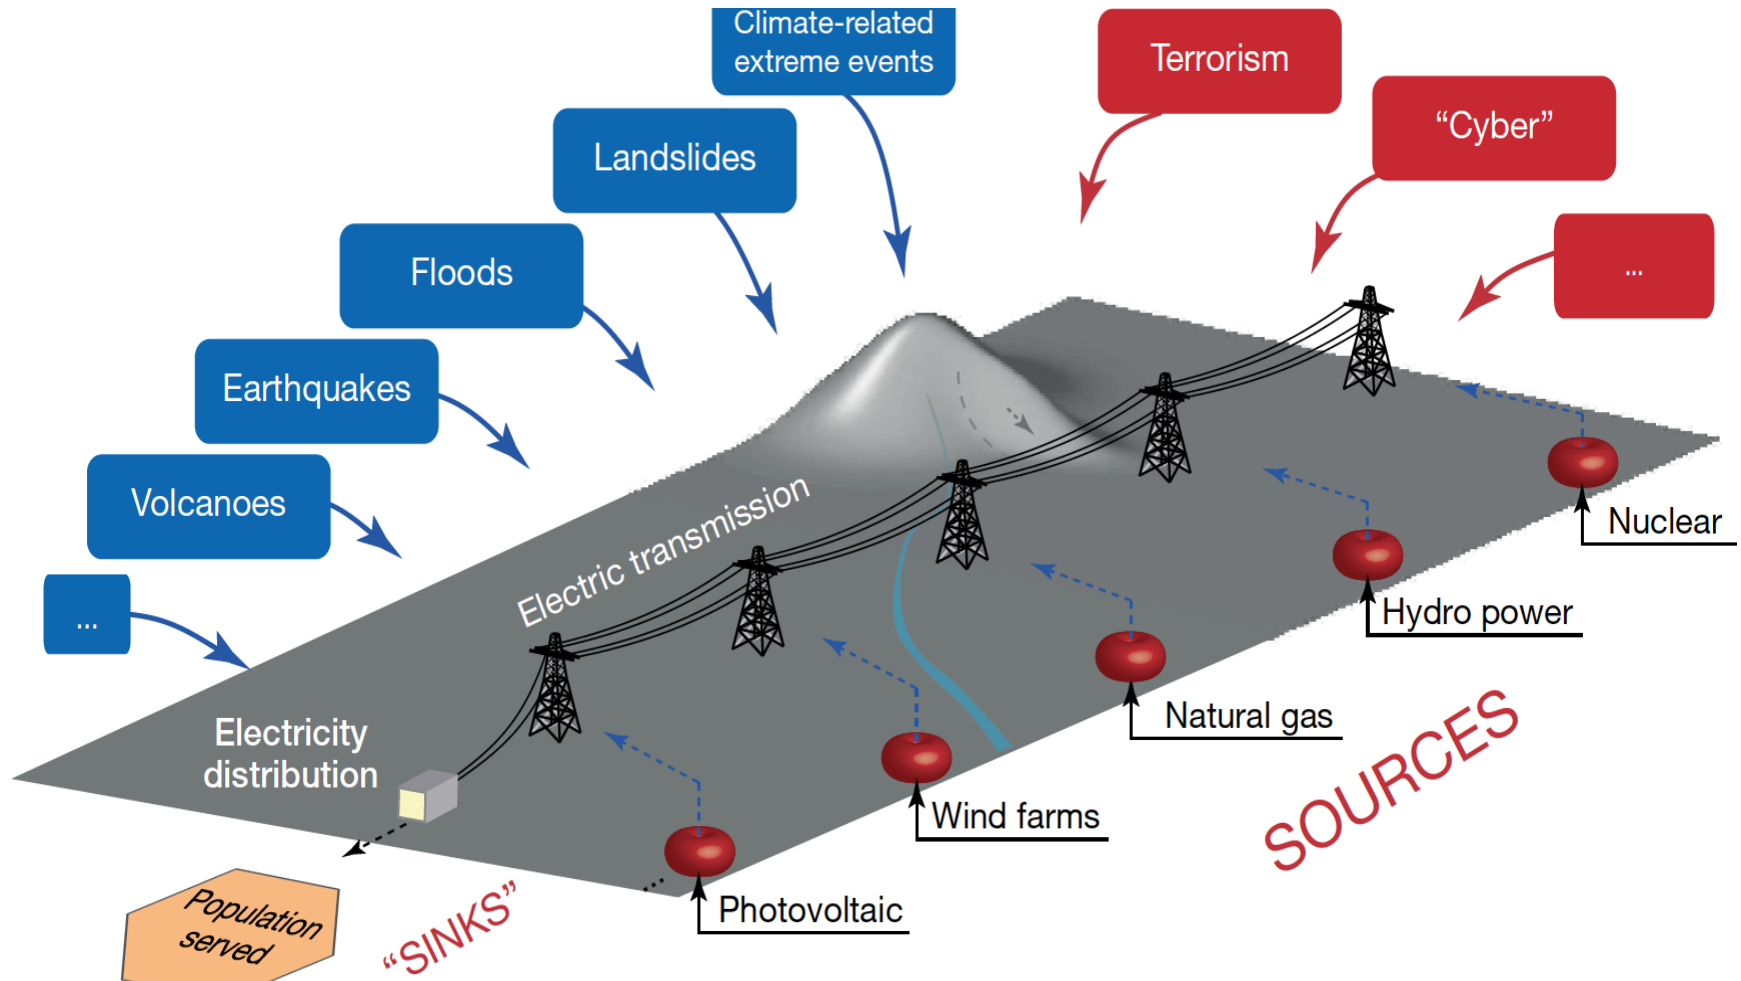 Climate-related
extreme events
Terrorism
“Cyber”
...
Landslides
Floods
Earthquakes
Volcanoes
...
Electric transmission
Electricity
distribution
Nuclear
Hydro power
Natural gas
Wind farms
Photovoltaic
SOURCES
“SINKS”
Population
served